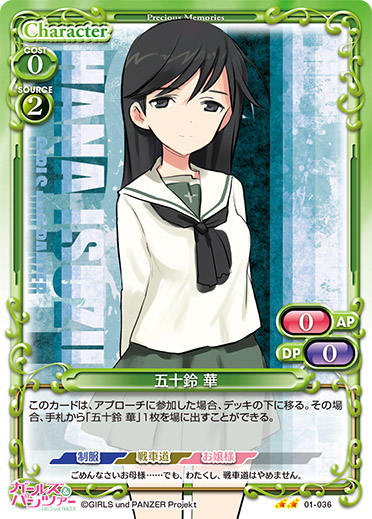 Precious Memories
Character
COST
0
SOURCE
2
HANA ISUZU
GIRLS UND PANZER
0 AP
DP 0
五十鈴 華
このカードは、アプローチに参加した場合、デッキの下に移る。その場
合、手札から「五十鈴 華」1枚を場に出すことができる。
制服 戦車道 お嬢様
ごめんなさいお母様……でも、わたくし、戦車道はやめません。
ガールズ&パンツァー
GIRLS und PANZER
©GIRLS und PANZER Projekt
01-036